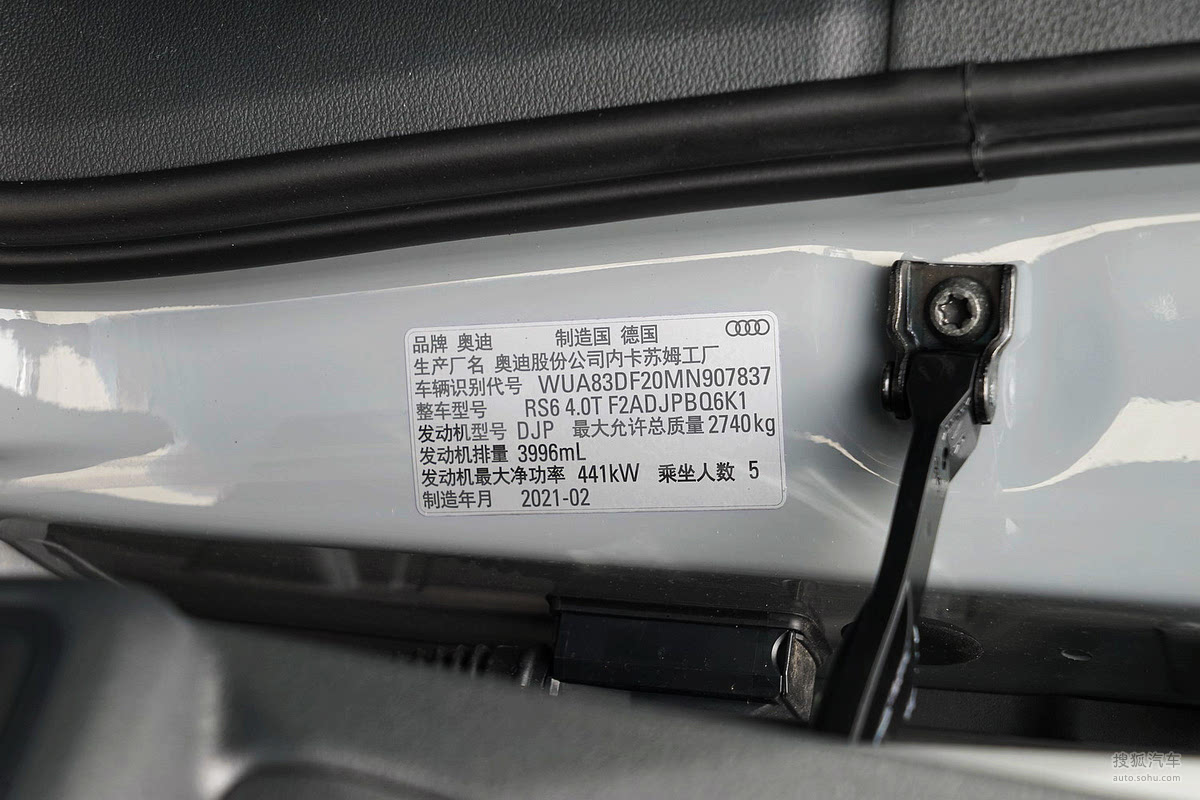 品牌 奥迪 制造国 德国
生产厂名 奥迪股份公司内卡苏姆工厂
车辆识别代号 WUA83DF20MN907837
整车型号 RS6 4.0T F2ADJPBQ6K1
发动机型号 DJP 最大允许总质量 2740kg
发动机排量 3996mL
发动机最大净功率 441kW 乘坐人数 5
制造年月 2021-02
搜狐汽车
auto.sohu.com